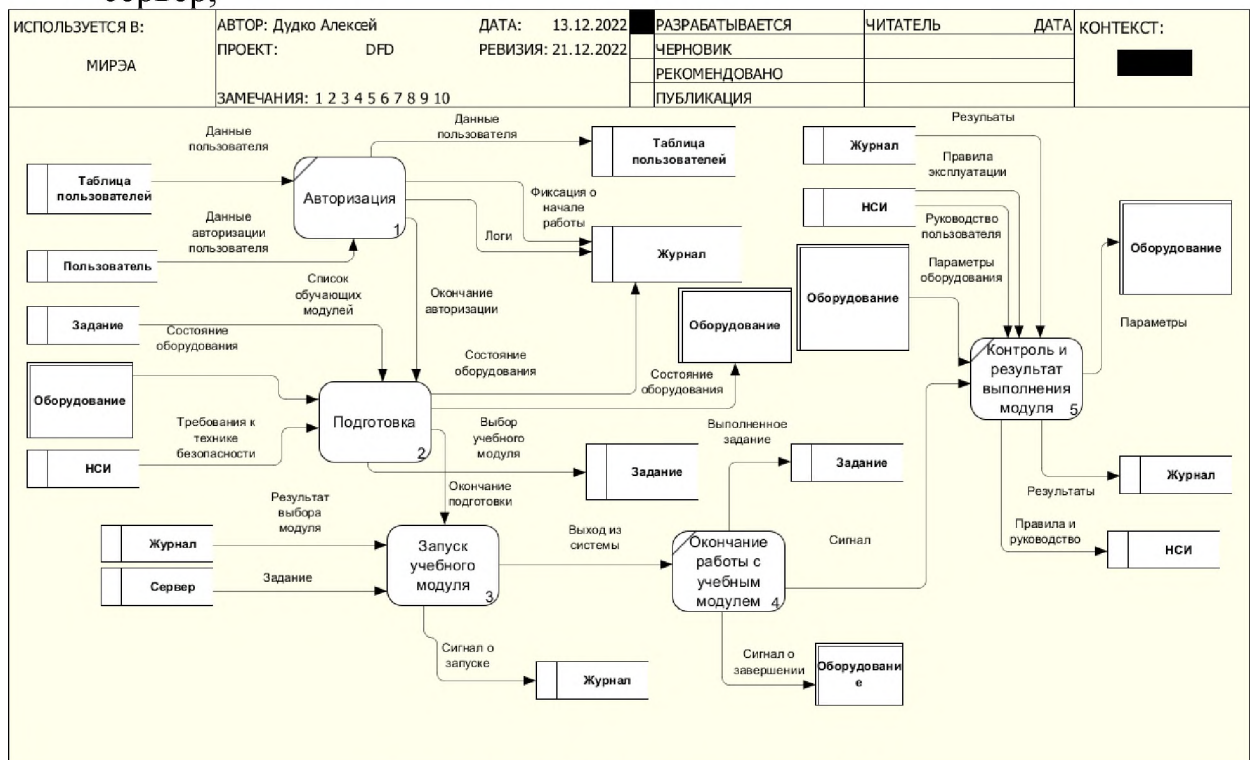 сервер;
ИСПОЛЬЗУЕТСЯ В:
МИРЭА
АВТОР: Дудко Алексей
ДАТА: 13.12.2022
ПРОЕКТ: DFD
РЕВИЗИЯ: 21.12.2022
ЗАМЕЧАНИЯ: 1 2 3 4 5 6 7 8 9 10
РАЗРАБАТЫВАЕТСЯ
ЧЕРНОВИК
РЕКОМЕНДОВАНО
ПУБЛИКАЦИЯ
ЧИТАТЕЛЬ
ДАТА
КОНТЕКСТ:
Данные
пользователя
Таблица
пользователей
Данные
авторизации
пользователя
Пользователь
Авторизация
1
Данные
пользователя
Таблица
пользователей
Фиксация о
начале
работы
Логи
Журнал
Список
обучающих
модулей
Окончание
авторизации
Задание
Состояние
оборудования
Оборудование
Требования к
технике
безопасности
НСИ
Подготовка
2
Состояние
оборудования
Состояние
оборудования
Оборудование
Выбор
учебного
модуля
Задание
Окончание
подготовки
Результат
выбора
модуля
Журнал
Сервер
Задание
Запуск
учебного
модуля
3
Сигнал о
запуске
Журнал
Выход из
системы
Окончание
работы с
учебным
модулем
4
Выполненное
задание
Задание
Сигнал о
завершении
Оборудовани
е
Сигнал
Журнал
Резульаты
Правила
эксплуатации
НСИ
Руководство
пользователя
Оборудование
Параметры
оборудования
Контроль и
результат
выполнения
модуля
5
Оборудование
Параметры
Результаты
Журнал
Правила и
руководство
НСИ